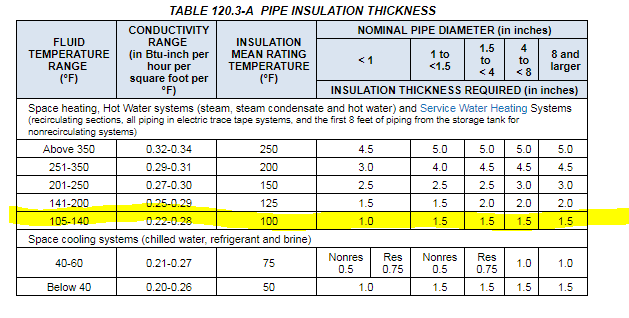 TABLE 120.3-A PIPE INSULATION THICKNESS
FLUID TEMPERATURE RANGE (°F) CONDUCTIVITY RANGE (in Btu-inch per hour per square foot per °F) INSULATION MEAN RATING TEMPERATURE (°F) NOMINAL PIPE DIAMETER (in inches)
< 1 1 to <1.5 1.5 to < 4 4 to < 8 8 and larger
INSULATION THICKNESS REQUIRED (in inches)
Space heating, Hot Water systems (steam, steam condensate and hot water) and Service Water Heating Systems
(recirculating sections, all piping in electric trace tape systems, and the first 8 feet of piping from the storage tank for
nonrecirculating systems)
Above 350 0.32-0.34 250 4.5 5.0 5.0 5.0 5.0
251-350 0.29-0.31 200 3.0 4.0 4.5 4.5 4.5
201-250 0.27-0.30 150 2.5 2.5 2.5 3.0 3.0
141-200 0.25-0.29 125 1.5 1.5 2.0 2.0 2.0
105-140 0.22-0.28 100 1.0 1.5 1.5 1.5 1.5
Space cooling systems (chilled water, refrigerant and brine)
40-60 0.21-0.27 75 Nonres 0.5 Res 0.75 Nonres 0.5 Res 0.75 1.0 1.0
Below 40 0.20-0.26 50 1.0 1.5 1.5 1.5 1.5